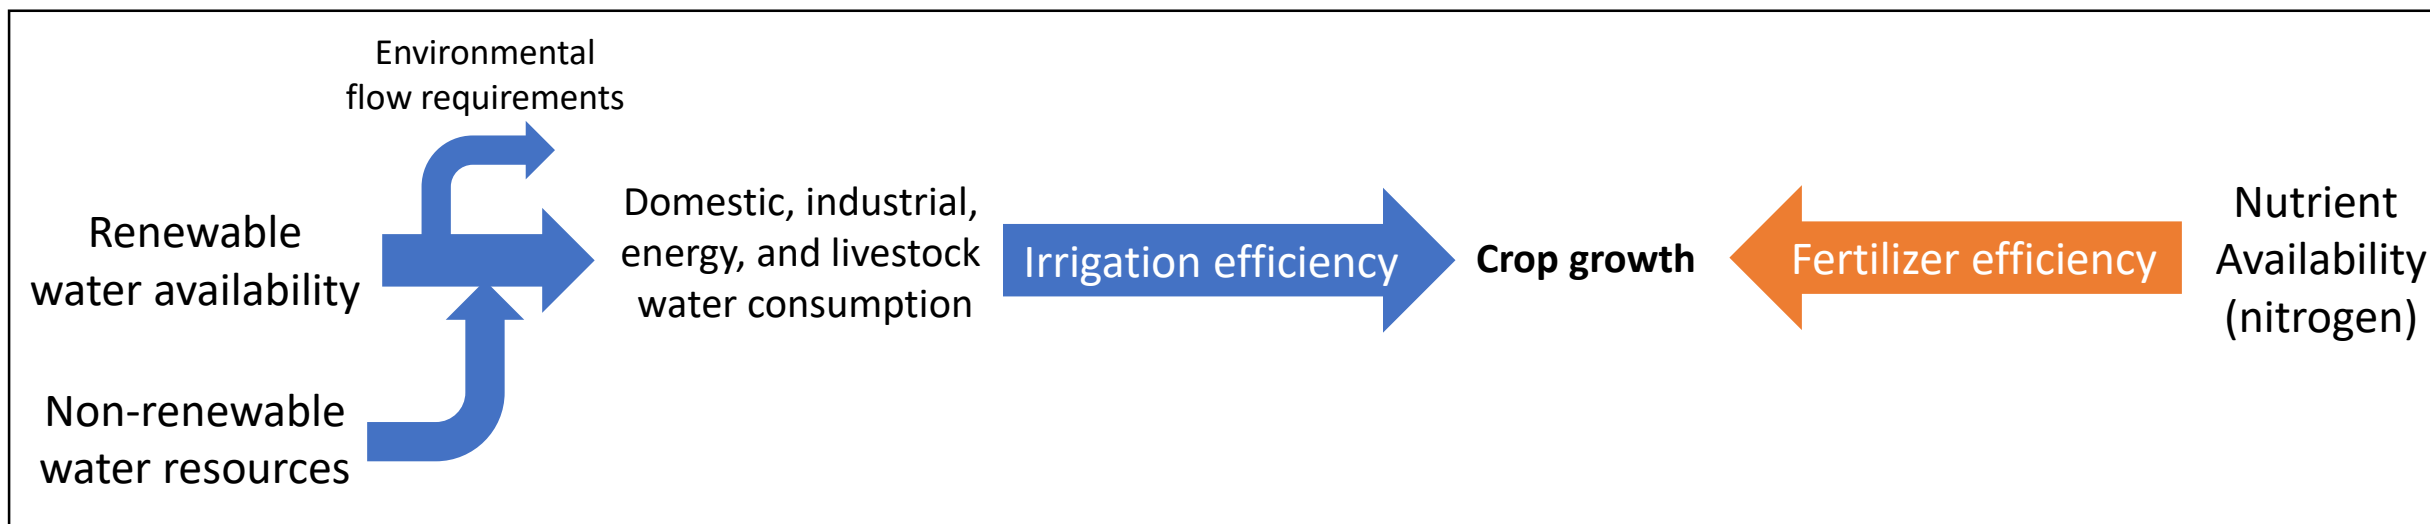 Environmental
flow requirements
Renewable
water availability
Non-renewable
water resources
Domestic, industrial,
energy, and livestock
water consumption
Irrigation efficiency
Crop growth
Fertilizer efficiency
Nutrient
Availability
(nitrogen)